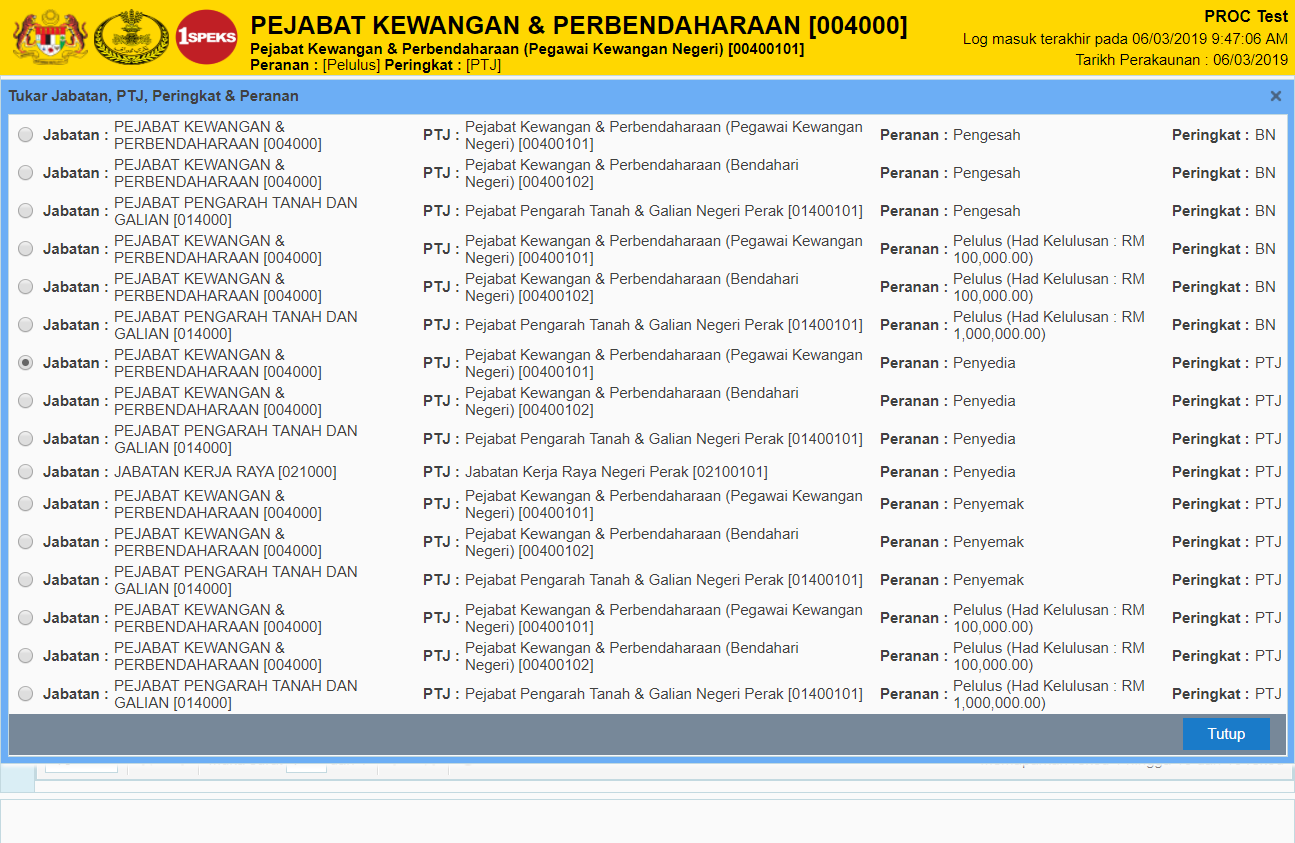 1SPEKS
PEJABAT KEWANGAN & PERBENDAHARAAN [004000]
Pejabat Kewangan & Perbendaharaan (Pegawai Kewangan Negeri) [00400101]
Peranan : [Pelulus] Peringkat : [PTJ]
PROC Test
Log masuk terakhir pada 06/03/2019 9:47:06 AM
Tarikh Perakaunan : 06/03/2019
Tukar Jabatan, PTJ, Peringkat & Peranan
Jabatan : PEJABAT KEWANGAN &
PERBENDAHARAAN [004000]
PTJ : Pejabat Kewangan & Perbendaharaan (Pegawai Kewangan
Negeri) [00400101]
Peranan : Pengesah
Peringkat : BN
Jabatan : PEJABAT KEWANGAN &
PERBENDAHARAAN [004000]
PTJ : Pejabat Kewangan & Perbendaharaan (Bendahari
Negeri) [00400102]
Peranan : Pengesah
Peringkat : BN
Jabatan : PEJABAT PENGARAH TANAH DAN
GALIAN [014000]
PTJ : Pejabat Pengarah Tanah & Galian Negeri Perak [01400101]
Peranan : Pengesah
Peringkat : BN
Jabatan : PEJABAT KEWANGAN &
PERBENDAHARAAN [004000]
PTJ : Pejabat Kewangan & Perbendaharaan (Pegawai Kewangan
Negeri) [00400101]
Peranan : Pelulus (Had Kelulusan : RM
100,000.00)
Peringkat : BN
Jabatan : PEJABAT KEWANGAN &
PERBENDAHARAAN [004000]
PTJ : Pejabat Kewangan & Perbendaharaan (Bendahari
Negeri) [00400102]
Peranan : Pelulus (Had Kelulusan : RM
100,000.00)
Peringkat : BN
Jabatan : PEJABAT PENGARAH TANAH DAN
GALIAN [014000]
PTJ : Pejabat Pengarah Tanah & Galian Negeri Perak [01400101]
Peranan : Pelulus (Had Kelulusan : RM
1,000,000.00)
Peringkat : BN
Jabatan : PEJABAT KEWANGAN &
PERBENDAHARAAN [004000]
PTJ : Pejabat Kewangan & Perbendaharaan (Pegawai Kewangan
Negeri) [00400101]
Peranan : Penyedia
Peringkat : PTJ
Jabatan : PEJABAT KEWANGAN &
PERBENDAHARAAN [004000]
PTJ : Pejabat Kewangan & Perbendaharaan (Bendahari
Negeri) [00400102]
Peranan : Penyedia
Peringkat : PTJ
Jabatan : PEJABAT PENGARAH TANAH DAN
GALIAN [014000]
PTJ : Pejabat Pengarah Tanah & Galian Negeri Perak [01400101]
Peranan : Penyedia
Peringkat : PTJ
Jabatan : JABATAN KERJA RAYA [021000]
PTJ : Jabatan Kerja Raya Negeri Perak [02100101]
Peranan : Penyedia
Peringkat : PTJ
Jabatan : PEJABAT KEWANGAN &
PERBENDAHARAAN [004000]
PTJ : Pejabat Kewangan & Perbendaharaan (Pegawai Kewangan
Negeri) [00400101]
Peranan : Penyemak
Peringkat : PTJ
Jabatan : PEJABAT KEWANGAN &
PERBENDAHARAAN [004000]
PTJ : Pejabat Kewangan & Perbendaharaan (Bendahari
Negeri) [00400102]
Peranan : Penyemak
Peringkat : PTJ
Jabatan : PEJABAT PENGARAH TANAH DAN
GALIAN [014000]
PTJ : Pejabat Pengarah Tanah & Galian Negeri Perak [01400101]
Peranan : Penyemak
Peringkat : PTJ
Jabatan : PEJABAT KEWANGAN &
PERBENDAHARAAN [004000]
PTJ : Pejabat Kewangan & Perbendaharaan (Pegawai Kewangan
Negeri) [00400101]
Peranan : Pelulus (Had Kelulusan : RM
100,000.00)
Peringkat : PTJ
Jabatan : PEJABAT KEWANGAN &
PERBENDAHARAAN [004000]
PTJ : Pejabat Kewangan & Perbendaharaan (Bendahari
Negeri) [00400102]
Peranan : Pelulus (Had Kelulusan : RM
100,000.00)
Peringkat : PTJ
Jabatan : PEJABAT PENGARAH TANAH DAN
GALIAN [014000]
PTJ : Pejabat Pengarah Tanah & Galian Negeri Perak [01400101]
Peranan : Pelulus (Had Kelulusan : RM
1,000,000.00)
Peringkat : PTJ
Tutup